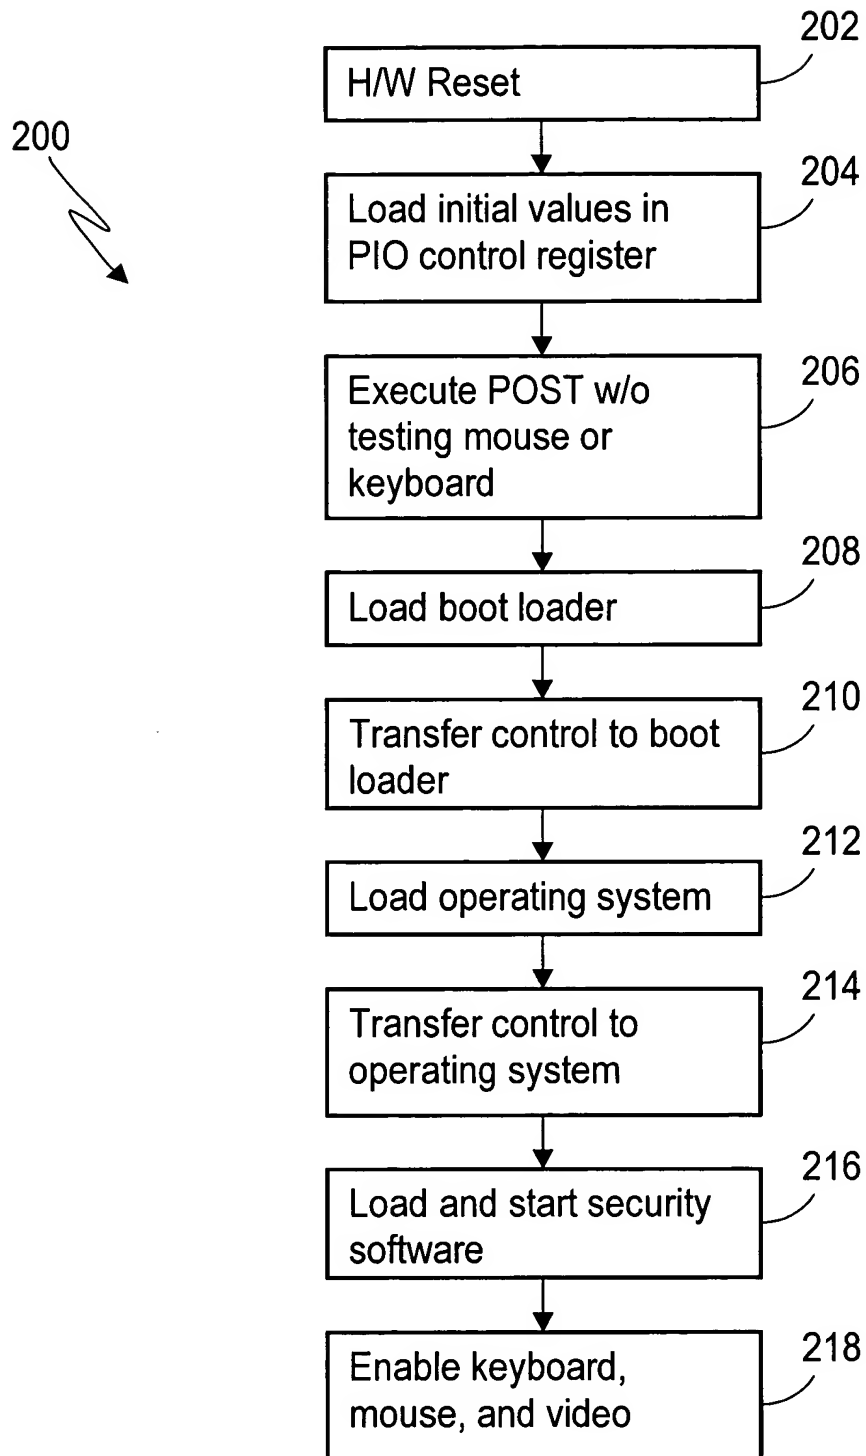 202
H/W Reset
200
204
Load initial values in
PIO control register
206
Execute POST w/o
testing mouse or
keyboard
208
Load boot loader
210
Transfer control to boot
loader
212
Load operating system
214
Transfer control to
operating system
216
Load and start security
software
218
Enable keyboard,
mouse, and video